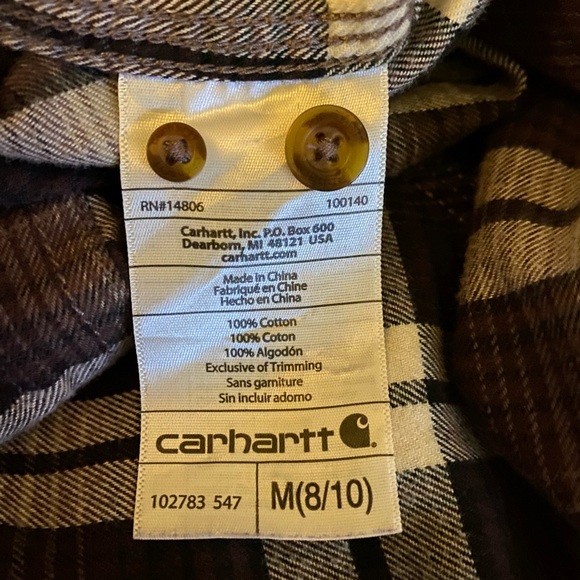 RN#14806 100140
Carhartt, Inc. P.O. Box 600
Dearborn, MI 48121 USA
carhartt.com
Made in China
Fabriqué en Chine
Hecho en China
100% Cotton
100% Coton
100% Algodón
Exclusive of Trimming
Sans garniture
Sin incluir adorno
carhartt
102783 547 M(8/10)